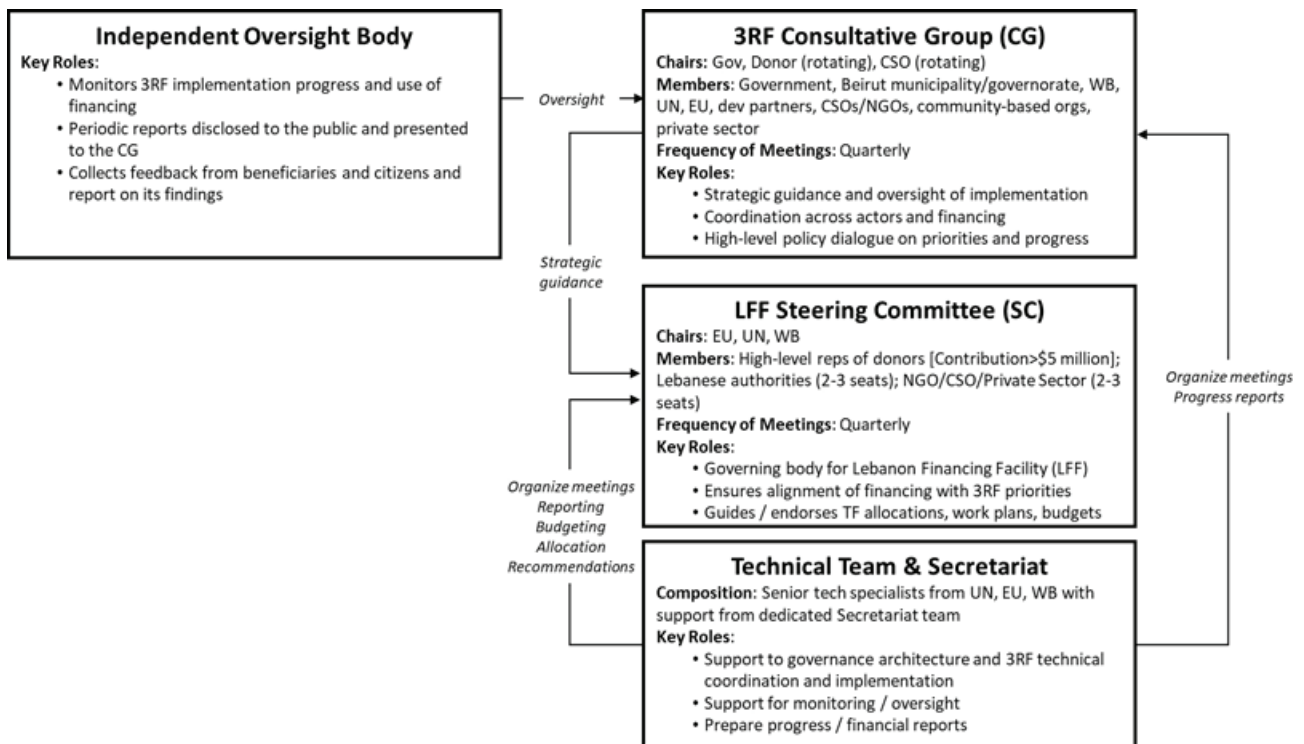 Independent Oversight Body
Key Roles:
• Monitors 3RF implementation progress and use of
financing
• Periodic reports disclosed to the public and presented
to the CG
• Collects feedback from beneficiaries and citizens and
report on its findings
Oversight
3RF Consultative Group (CG)
Chairs: Gov, Donor (rotating), CSO (rotating)
Members: Government, Beirut municipality/governorate, WB,
UN, EU, dev partners, CSOs/NGOs, community-based orgs,
private sector
Frequency of Meetings: Quarterly
Key Roles:
• Strategic guidance and oversight of implementation
• Coordination across actors and financing
• High-level policy dialogue on priorities and progress
Strategic
guidance
LFF Steering Committee (SC)
Chairs: EU, UN, WB
Members: High-level reps of donors [Contribution>$5 million];
Lebanese authorities (2-3 seats); NGO/CSO/Private Sector (2-3
seats)
Frequency of Meetings: Quarterly
Key Roles:
• Governing body for Lebanon Financing Facility (LFF)
• Ensures alignment of financing with 3RF priorities
• Guides / endorses TF allocations, work plans, budgets
Organize meetings
Progress reports
Organize meetings
Reporting
Budgeting
Allocation
Recommendations
Technical Team & Secretariat
Composition: Senior tech specialists from UN, EU, WB with
support from dedicated Secretariat team
Key Roles:
• Support to governance architecture and 3RF technical
coordination and implementation
• Support for monitoring / oversight
• Prepare progress / financial reports